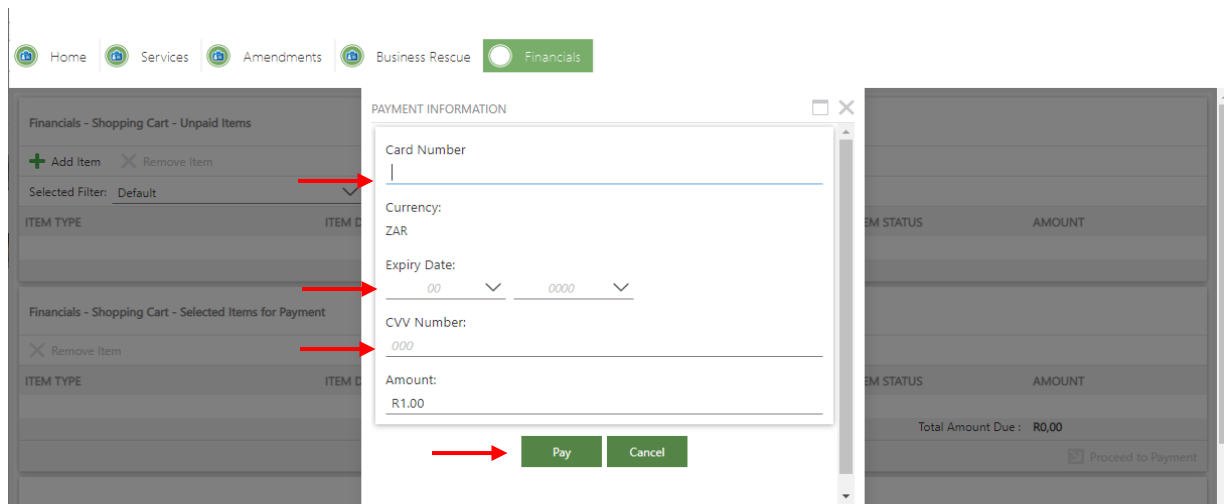 Home Services Amendments Business Rescue Financials
PAYMENT INFORMATION
Financials - Shopping Cart - Unpaid Items
Add Item Remove Item
Selected Filter: Default
ITEM TYPE ITEM D EM STATUS AMOUNT
Financials - Shopping Cart - Selected Items for Payment
Remove Item
ITEM TYPE ITEM D EM STATUS AMOUNT
Total Amount Due : R0,00
Proceed to Payment
Card Number
Currency:
ZAR
Expiry Date:
00 0000
CVV Number:
000
Amount:
R1.00
Pay Cancel